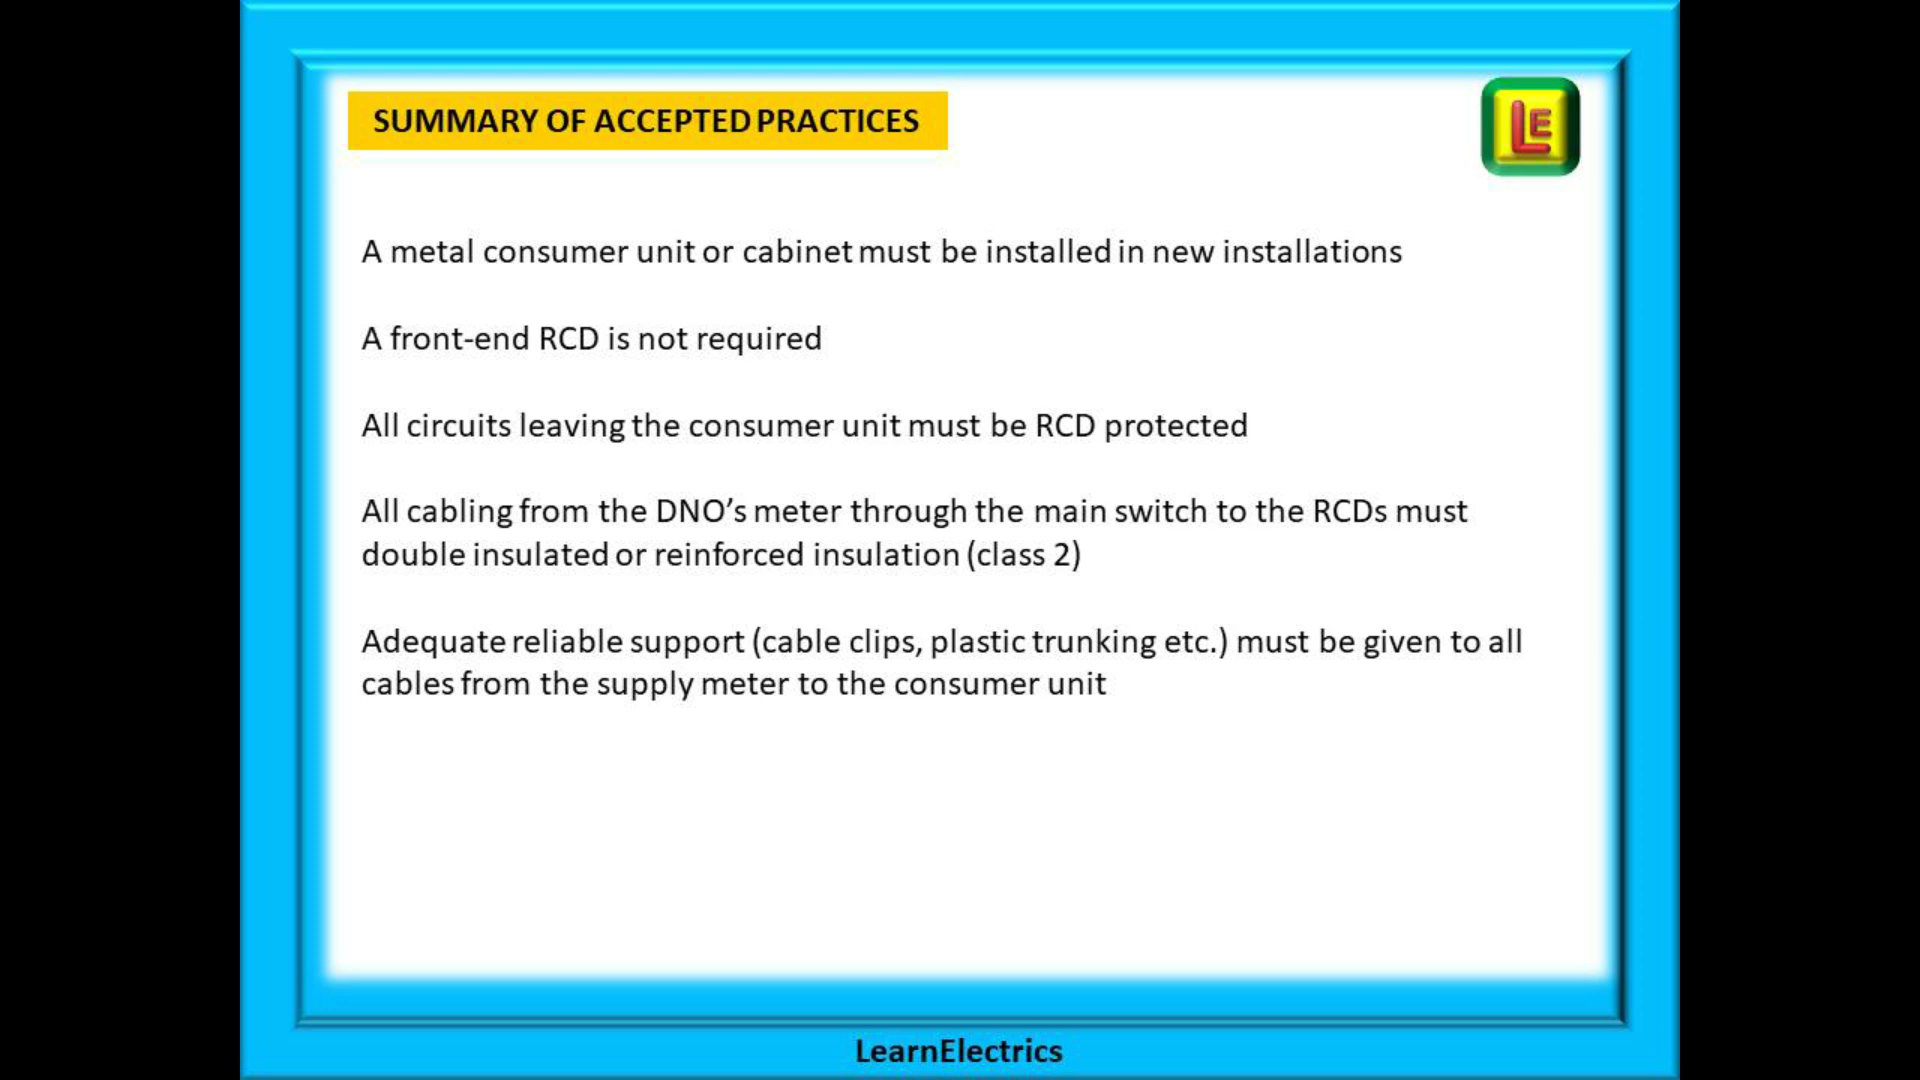 SUMMARY OF ACCEPTED PRACTICES
LE
A metal consumer unit or cabinet must be installed in new installations
A front-end RCD is not required
All circuits leaving the consumer unit must be RCD protected
All cabling from the DNO’s meter through the main switch to the RCDs must
double insulated or reinforced insulation (class 2)
Adequate reliable support (cable clips, plastic trunking etc.) must be given to all
cables from the supply meter to the consumer unit
LearnElectrics